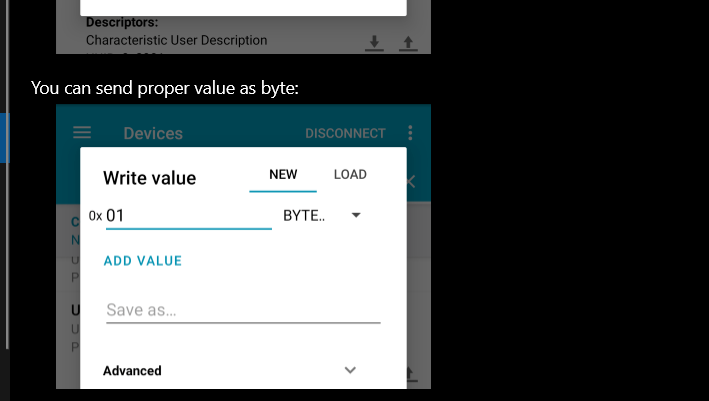 Descriptors:
Characteristic User Description
You can send proper value as byte:
Devices DISCONNECT
Write value NEW LOAD
0x 01 BYTE..
ADD VALUE
Save as...
Advanced